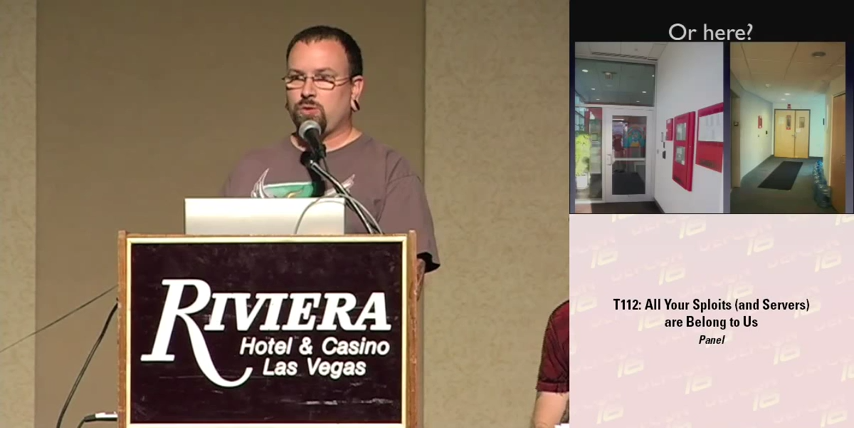 Or here?
RIVIERA
Hotel & Casino
Las Vegas
T112: All Your Sploits (and Servers)
are Belong to Us
Panel